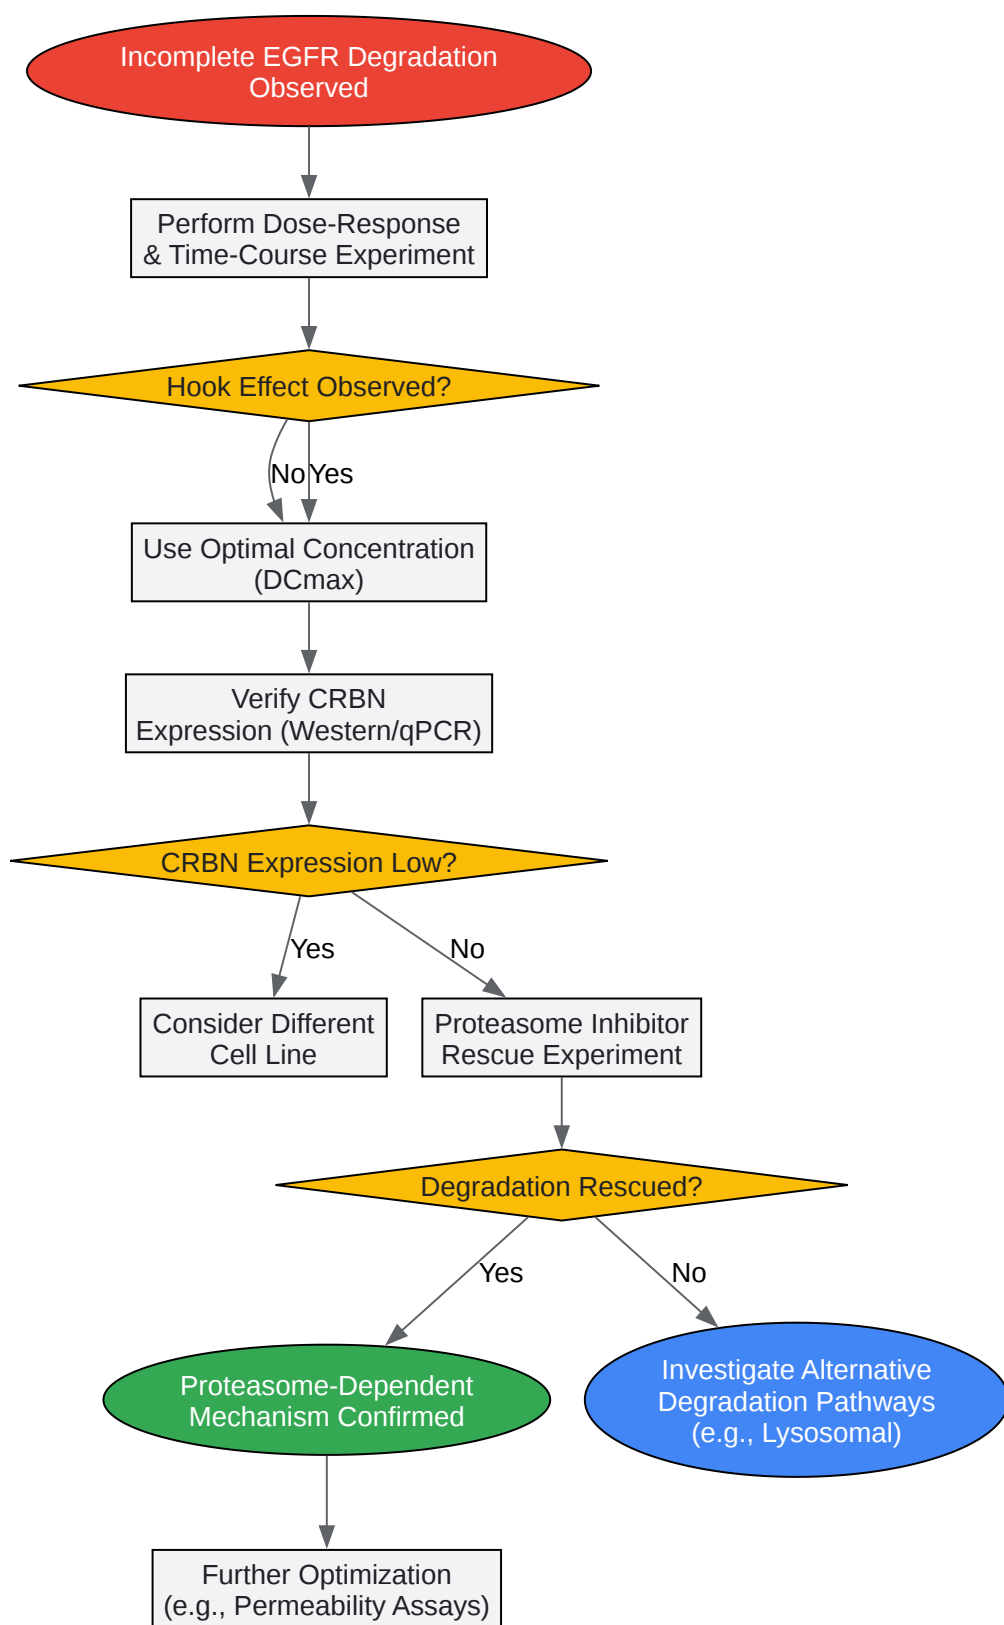 Incomplete EGFR Degradation
Observed
Perform Dose-Response
& Time-Course Experiment
Hook Effect Observed?
No
Yes
Use Optimal Concentration
(DCmax)
Verify CRBN
Expression (Western/qPCR)
CRBN Expression Low?
Yes
No
Consider Different
Cell Line
Proteasome Inhibitor
Rescue Experiment
Degradation Rescued?
Yes
No
Proteasome-Dependent
Mechanism Confirmed
Investigate Alternative
Degradation Pathways
(e.g., Lysosomal)
Further Optimization
(e.g., Permeability Assays)